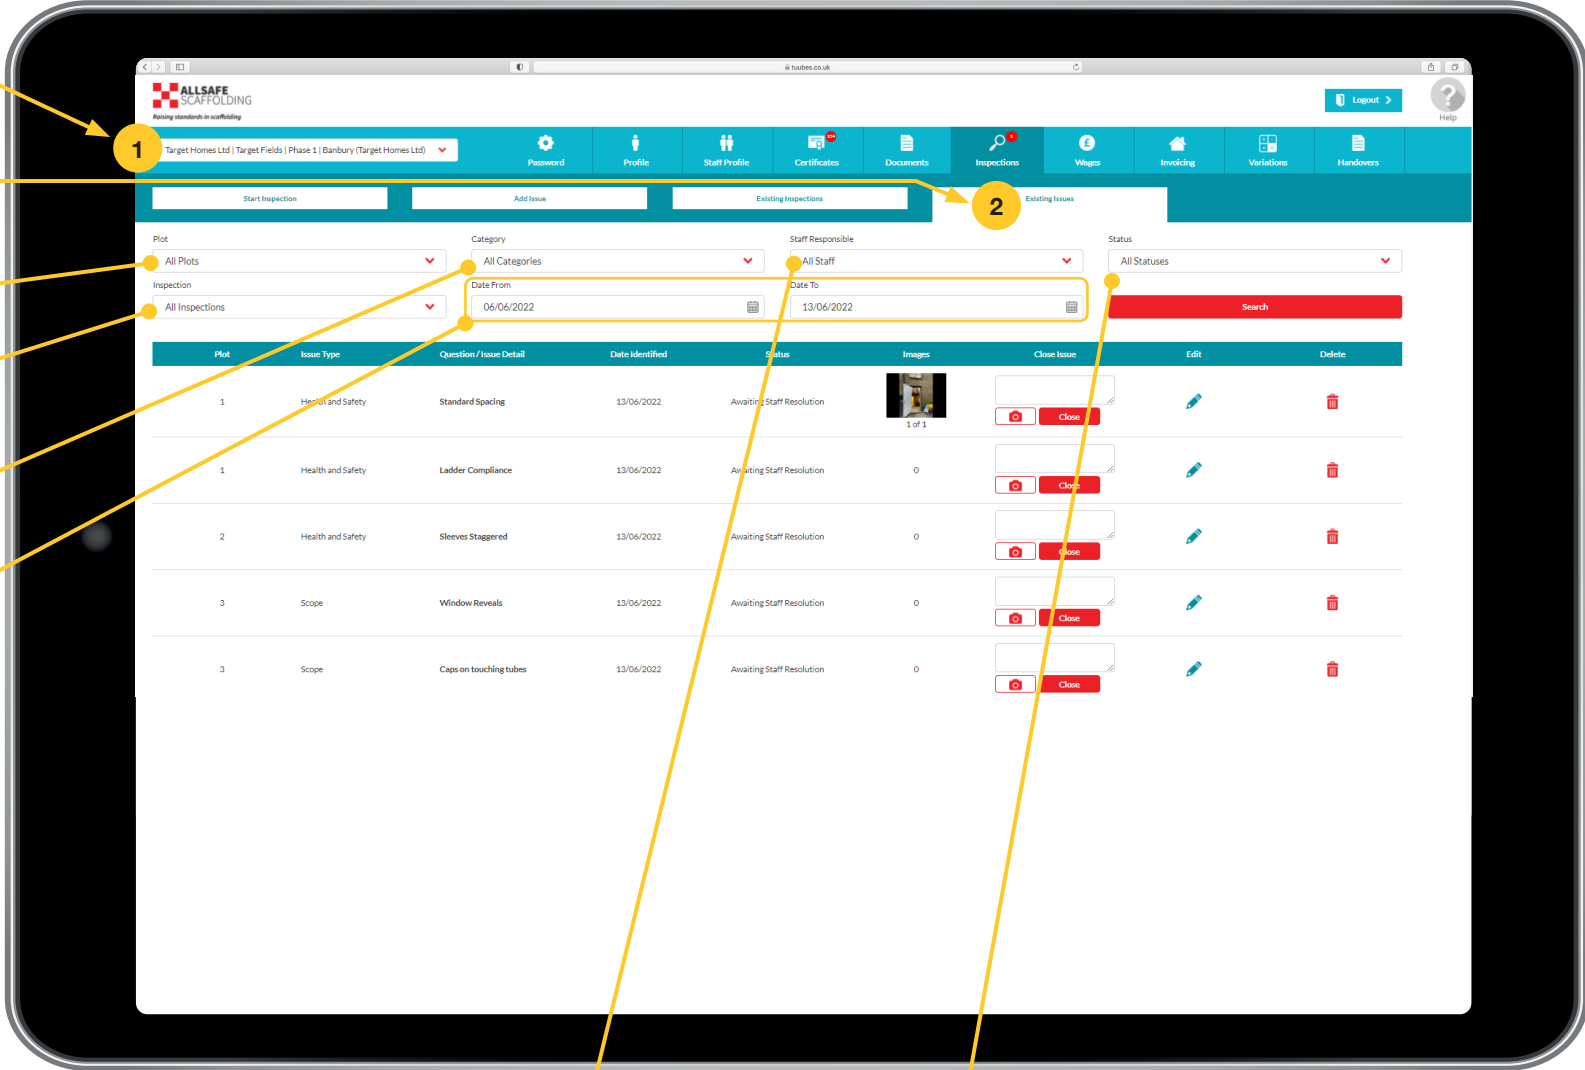 tuubes.co.uk
ALLSAFE
SCAFFOLDING
Raising standards in scaffolding
Logout
?
Help
1
Target Homes Ltd | Target Fields | Phase 1 | Banbury (Target Homes Ltd)
Password
Profile
Staff Profile
Certificates
Documents
Inspections
Wages
Invoicing
Variations
Handovers
Start Inspection
Add Issue
Existing Inspections
2
Existing Issues
Plot
Category
Staff Responsible
Status
All Plots
All Categories
All Staff
All Statuses
Inspection
Date From
Date To
All Inspections
06/06/2022
13/06/2022
Search
Plot Issue Type Question / Issue Detail Date Identified Status Images Close Issue Edit Delete
1 Health and Safety Standard Spacing 13/06/2022 Awaiting Staff Resolution
1 of 1
Close
1 Health and Safety Ladder Compliance 13/06/2022 Awaiting Staff Resolution 0
Close
2 Health and Safety Sleeves Staggered 13/06/2022 Awaiting Staff Resolution 0
Close
3 Scope Window Reveals 13/06/2022 Awaiting Staff Resolution 0
Close
3 Scope Caps on touching tubes 13/06/2022 Awaiting Staff Resolution 0
Close